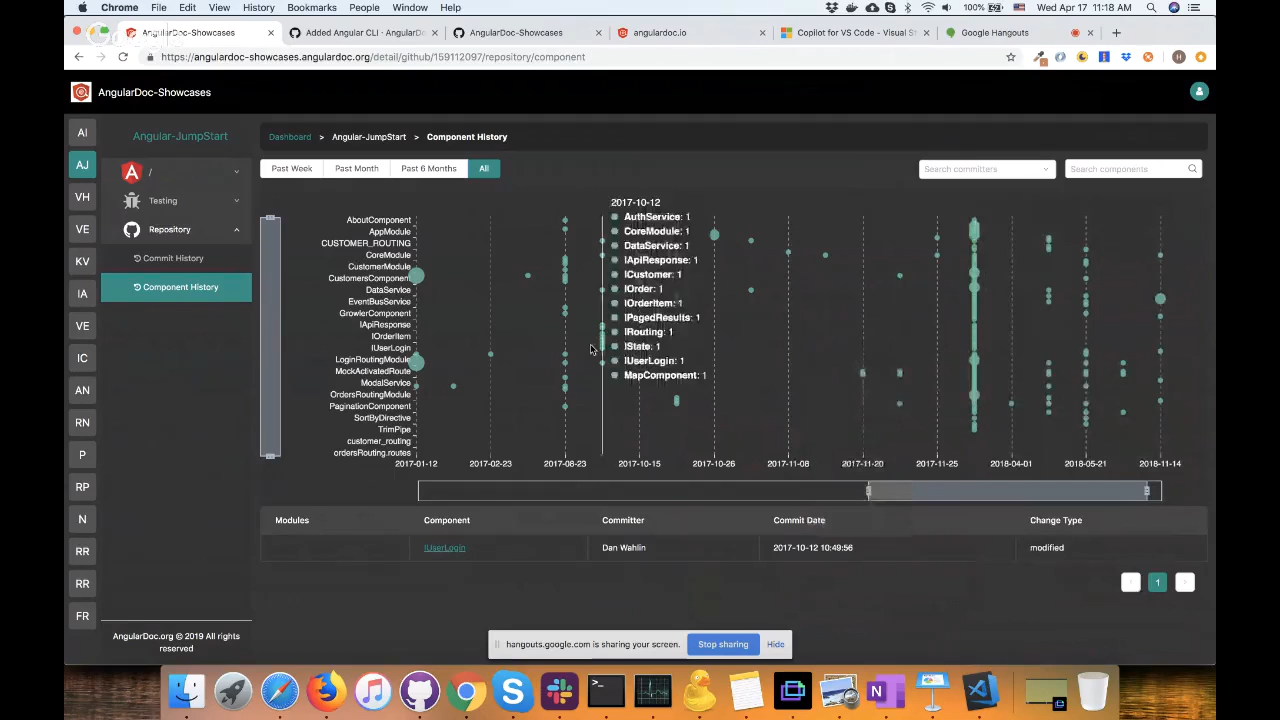 Chrome File Edit View History Bookmarks People Window Help 100% Wed Apr 17 11:18 AM
AngularDoc-Showcases
Added Angular CLI - AngularDo
AngularDoc-Showcases
angulardoc.io
Copilot for VS Code - Visual St
Google Hangouts
https://angulardoc-showcases.angulardoc.org/detail/github/159112097/repository/component
H
AngularDoc-Showcases
AI
AJ
VH
VE
KV
IA
VE
IC
AN
RN
P
RP
N
RR
RR
FR
Angular-JumpStart
A /
Testing
Repository
Commit History
Component History
AngularDoc.org © 2019 All rights
reserved
Dashboard > Angular-JumpStart > Component History
Past Week Past Month Past 6 Months All
Search committers
Search components
AboutComponent
AppModule
CUSTOMER_ROUTING
CoreModule
CustomerModule
CustomersComponent
DataService
EventBusService
GrowlerComponent
IApiResponse
IOrderItem
IUserLogin
LoginRoutingModule
MockActivatedRoute
ModalService
OrdersRoutingModule
PaginationComponent
SortByDirective
TrimPipe
customer_routing
ordersRouting.routes
2017-10-12
AuthService: 1
CoreModule: 1
DataService: 1
IApiResponse: 1
ICustomer: 1
IOrder: 1
IOrderItem: 1
IPagedResults: 1
IRouting: 1
IState: 1
IUserLogin: 1
MapComponent: 1
2017-01-12 2017-02-23 2017-08-23 2017-10-15 2017-10-26 2017-11-08 2017-11-20 2017-11-25 2018-04-01 2018-05-21 2018-11-14
Modules Component Committer Commit Date Change Type
IUserLogin Dan Wahlin 2017-10-12 10:49:56 modified
1
hangouts.google.com is sharing your screen. Stop sharing Hide